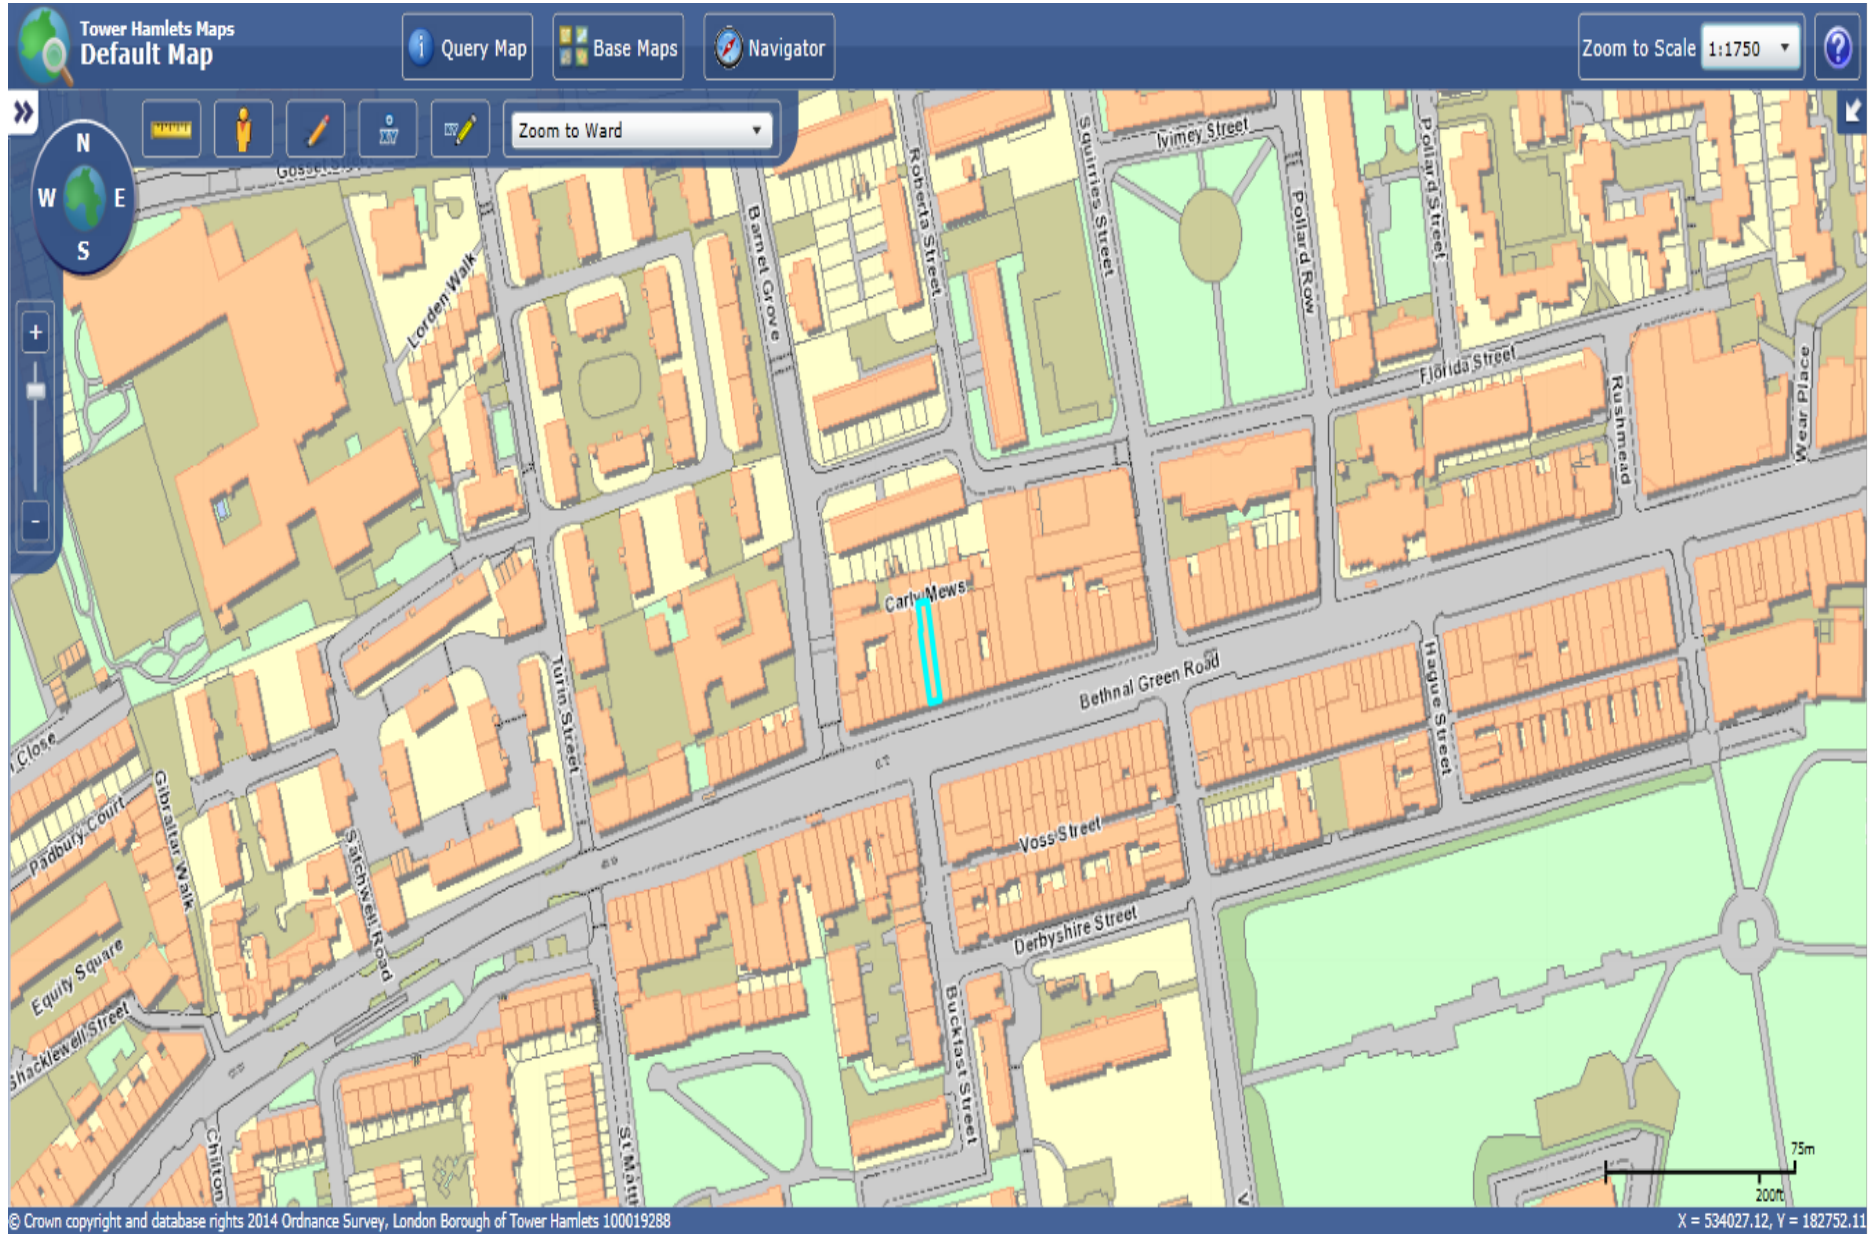 Tower Hamlets Maps
Default Map
Query Map
Base Maps
Navigator
Zoom to Scale
1:1750
Zoom to Ward
N
W
E
S
Ivimey Street
Lorden Walk
Barnet Grove
Roberta Street
Squirries Street
Pollard Row
Pollard Street
Florida Street
Rushmead
Wear Place
Carly Mews
Bethnal Green Road
Turin Street
Hague Street
Close
Padbury Court
Gibraltar Walk
Satchwell Road
Voss Street
Derbyshire Street
Equity Square
Shacklewell Street
Buckfast Street
Chilton
St Matth
V
75m
200ft
© Crown copyright and database rights 2014 Ordnance Survey, London Borough of Tower Hamlets 100019288
X = 534027.12, Y = 182752.11